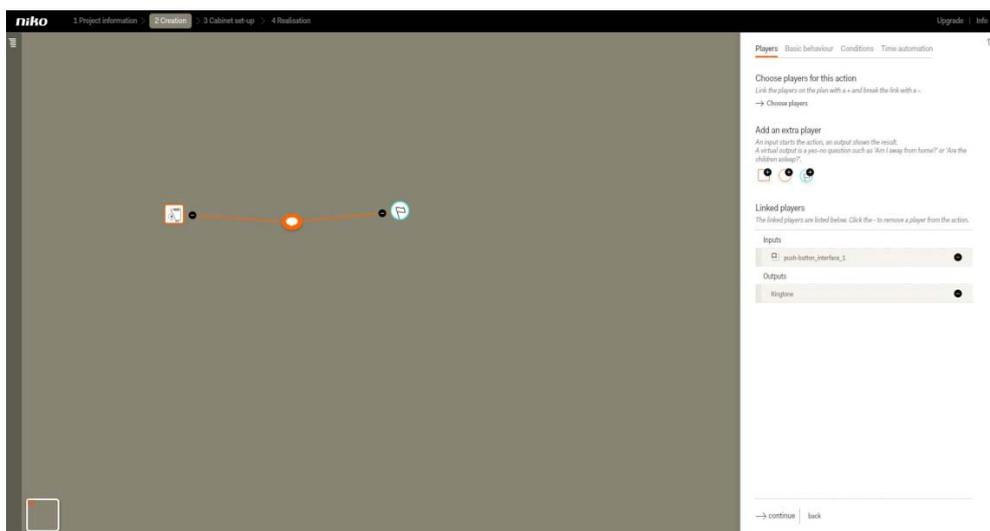 niko 1 Project information > 2 Creation > 3 Cabinet set-up > 4 Realisation Upgrade | Info
Players Basic behaviour Conditions Time automation
Choose players for this action
Link the players on the plan with a + and break the link with a -.
→ Choose players
Add an extra player
An input starts the action, an output shows the result.
A virtual output is a yes-no question such as 'Am I away from home?' or 'Are the
children asleep?'.
Linked players
The linked players are listed below. Click the - to remove a player from the action.
Inputs
push-button_interface_1
Outputs
Ringtone
→ continue | back